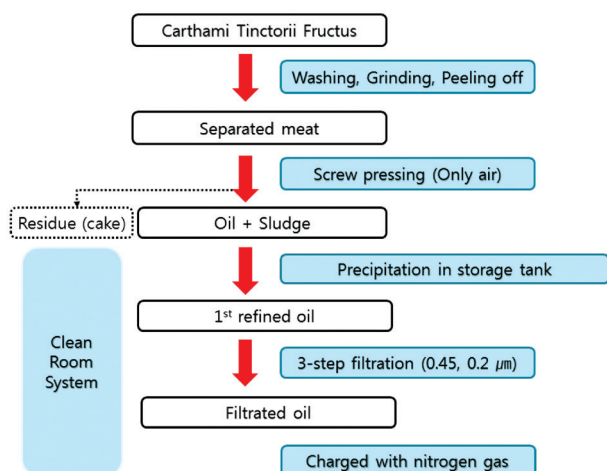 Carthami Tinctorii Fructus
Washing, Grinding, Peeling off
Separated meat
Screw pressing (Only air)
Residue (cake)
Oil + Sludge
Precipitation in storage tank
1st refined oil
Clean
Room
System
3-step filtration (0.45, 0.2 ㎛)
Filtrated oil
Charged with nitrogen gas